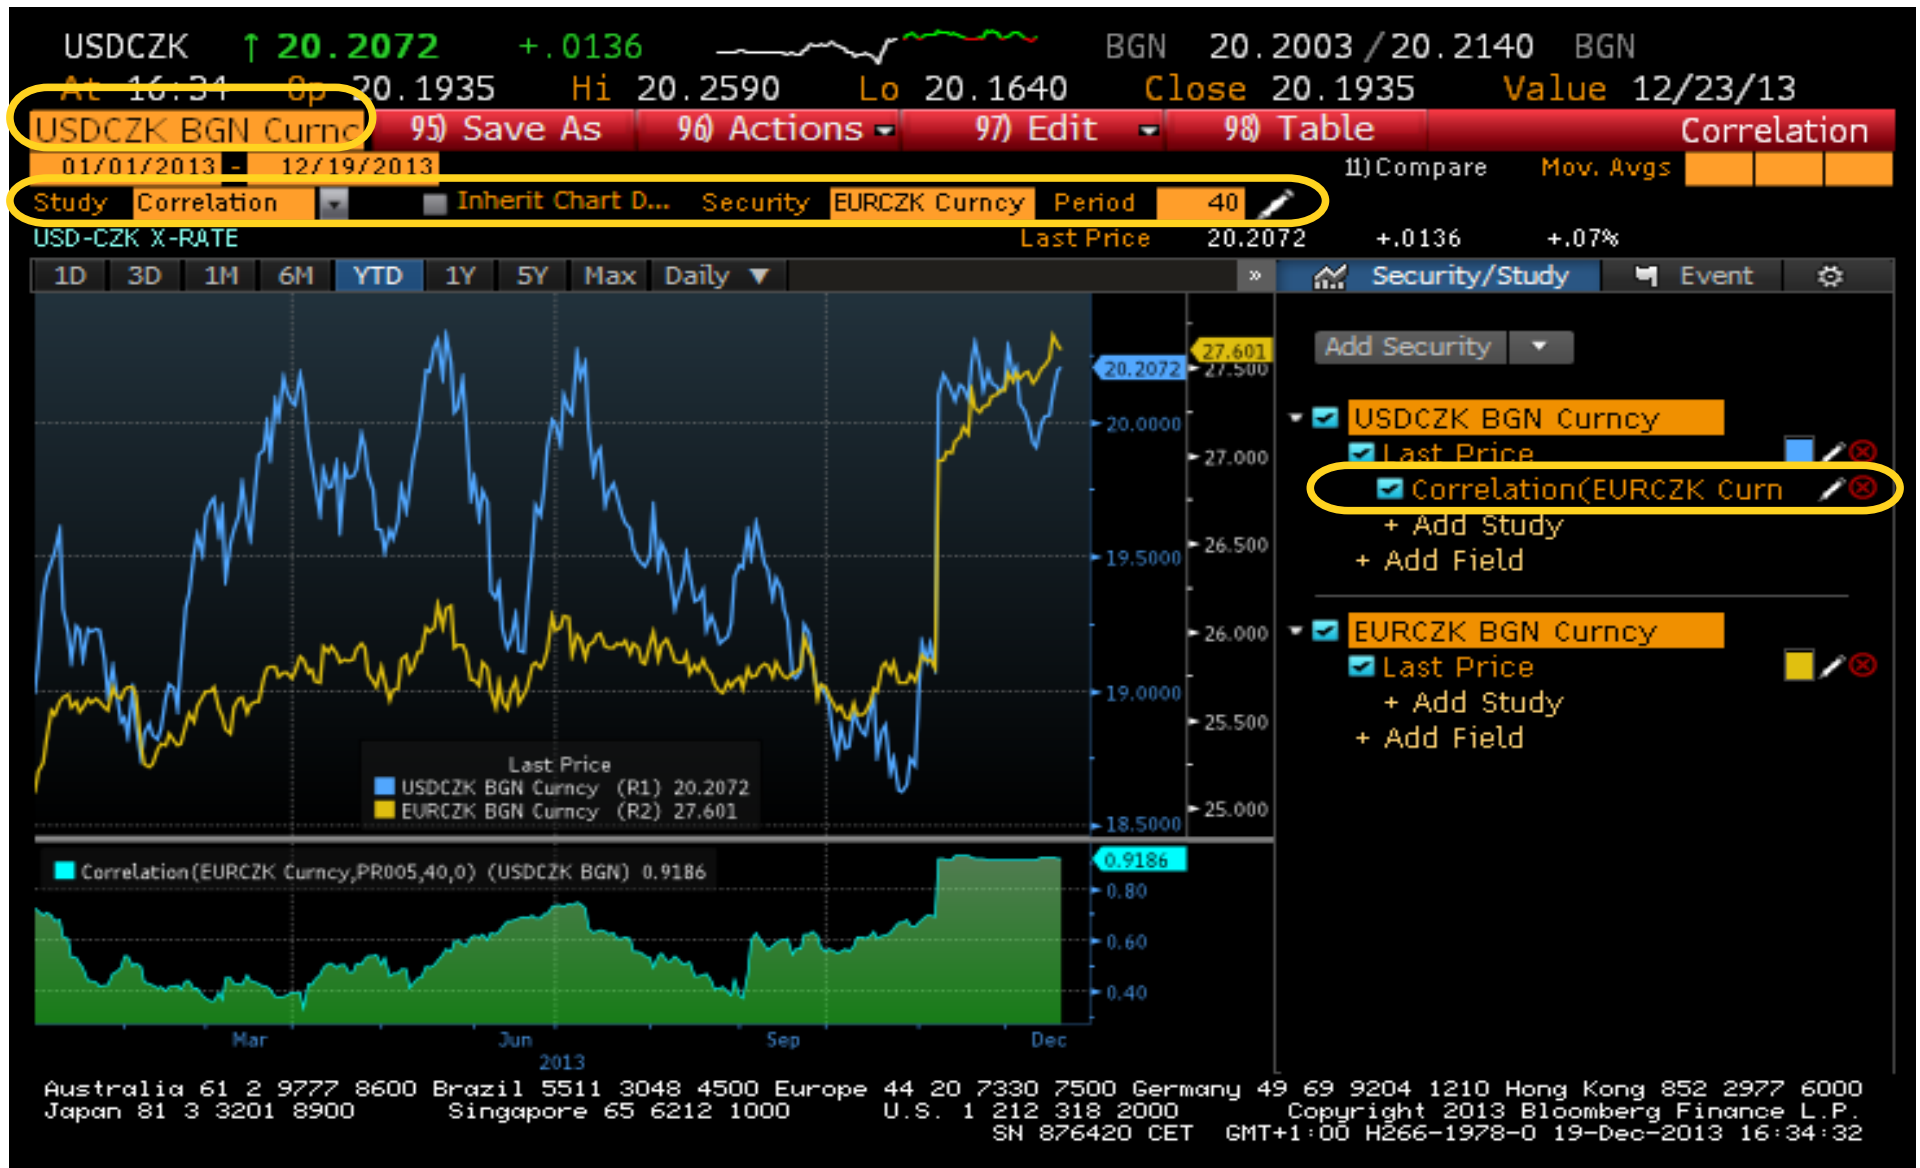 USDCZK ↑ 20.2072 +.0136 BGN 20.2003/20.2140 BGN
At 16:34 Op 20.1935 Hi 20.2590 Lo 20.1640 Close 20.1935 Value 12/23/13
USDCZK BGN Curnc 95) Save As 96) Actions 97) Edit 98) Table Correlation
01/01/2013 - 12/19/2013 11) Compare Mov. Avgs
Study Correlation Inherit Chart D... Security EURCZK Curncy Period 40
USD-CZK X-RATE Last Price 20.2072 +.0136 +.07%
1D 3D 1M 6M YTD 1Y 5Y Max Daily ▼ » Security/Study Event
Add Security
USDCZK BGN Curncy
Last Price
Correlation(EURCZK Curn
+ Add Study
+ Add Field
EURCZK BGN Curncy
Last Price
+ Add Study
+ Add Field
20.2072
20.0000
19.5000
19.0000
18.5000
27.601
27.500
27.000
26.500
26.000
25.500
25.000
Last Price
USDCZK BGN Curncy (R1) 20.2072
EURCZK BGN Curncy (R2) 27.601
Correlation(EURCZK Curncy,PR005,40,0) (USDCZK BGN) 0.9186
0.9186
0.80
0.60
0.40
Mar Jun Sep Dec
2013
Australia 61 2 9777 8600 Brazil 5511 3048 4500 Europe 44 20 7330 7500 Germany 49 69 9204 1210 Hong Kong 852 2977 6000
Japan 81 3 3201 8900 Singapore 65 6212 1000 U.S. 1 212 318 2000 Copyright 2013 Bloomberg Finance L.P.
SN 876420 CET GMT+1:00 H266-1978-0 19-Dec-2013 16:34:32